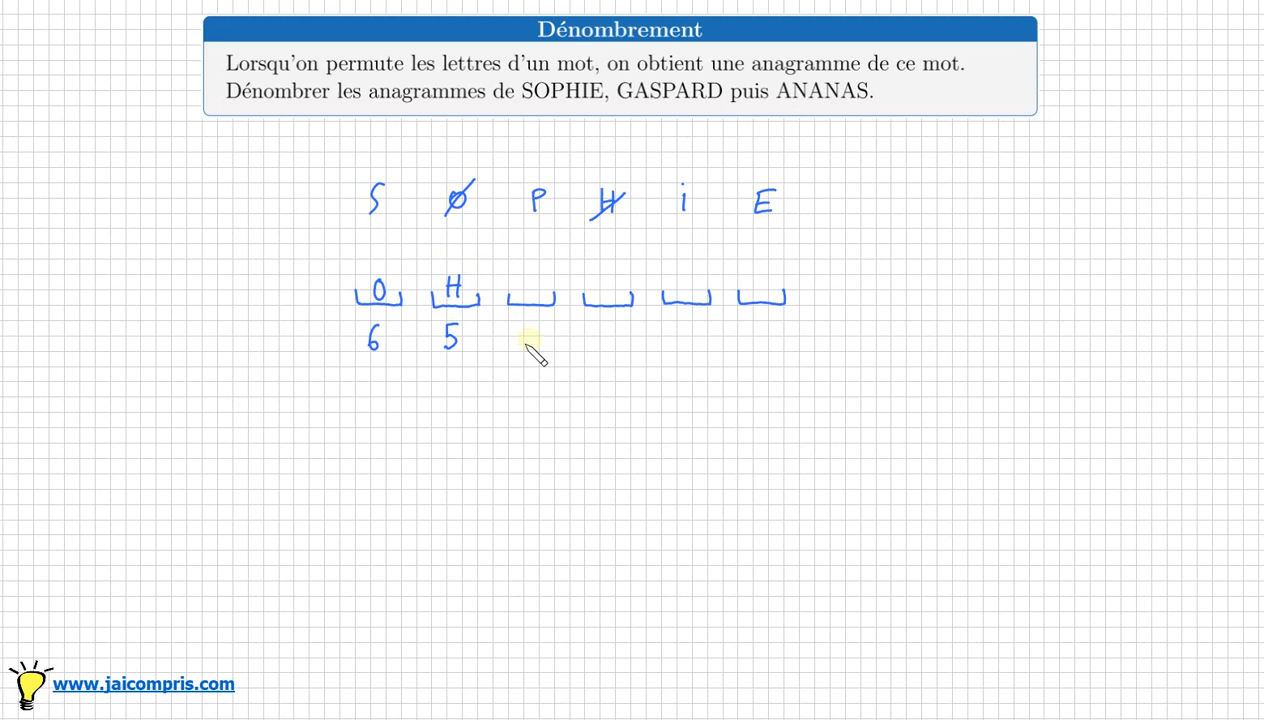 Dénombrement
Lorsqu'on permute les lettres d'un mot, on obtient une anagramme de ce mot.
Dénombrer les anagrammes de SOPHIE, GASPARD puis ANANAS.
S O P H i E
O H
6 5
www.jaicompris.com